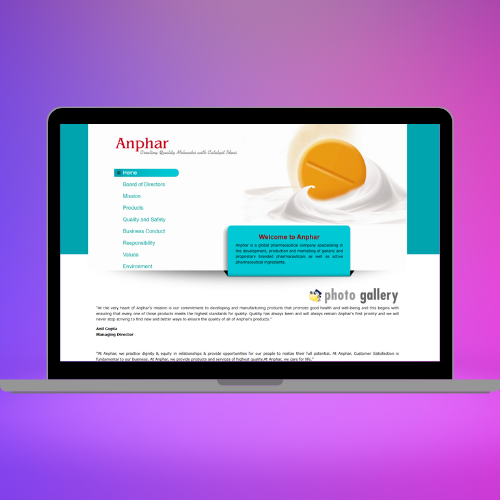 Anphar
Creating Quality Molecules with Catalyst Ideas
Home
Board of Directors
Mission
Products
Quality and Safety
Business Conduct
Responsibility
Values
Environment
Welcome to Anphar
Anphar is a global pharmaceutical company specializing in
the development, production and marketing of generic and
proprietary branded pharmaceuticals as well as active
pharmaceutical ingredients.
photo gallery
"At the very heart of Anphar's mission is our commitment to developing and manufacturing products that promote good health and well-being and this begins with
ensuring that every one of those products meets the highest standards for quality. Quality has always been and will always remain Anphar's first priority and we will
never stop striving to find new and better ways to ensure the quality of all of Anphar's products."
Anil Gupta
Managing Director
"At Anphar, we practice dignity & equity in relationships & provide opportunities for our people to realize their full potential. At Anphar, Customer Satisfaction is
fundamental to our business. At Anphar, we provide products and services of highest quality.At Anphar, we care for life."